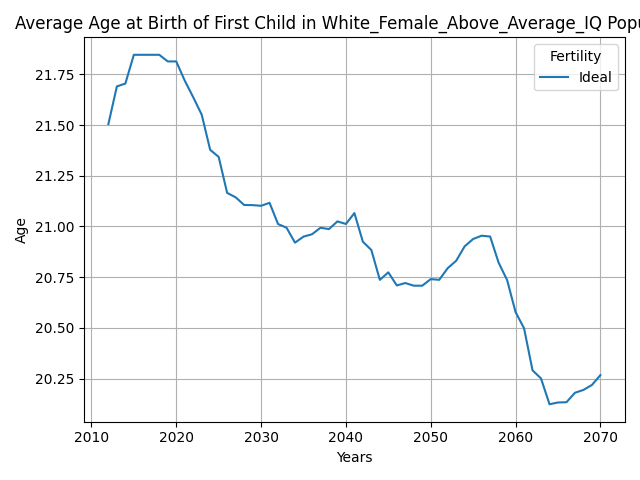 Average Age at Birth of First Child in White_Female_Above_Average_IQ Popu
Fertility
Ideal
21.75
21.50
21.25
21.00
20.75
20.50
20.25
Age
2010 2020 2030 2040 2050 2060 2070
Years